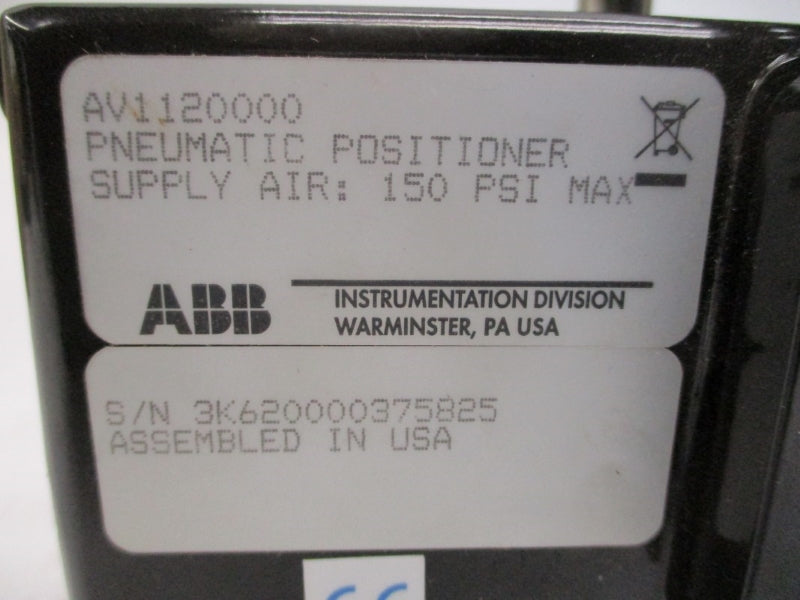 AV1120000
PNEUMATIC POSITIONER
SUPPLY AIR: 150 PSI MAX
ABB
INSTRUMENTATION DIVISION
WARMINSTER, PA USA
S/N 3K620000375825
ASSEMBLED IN USA